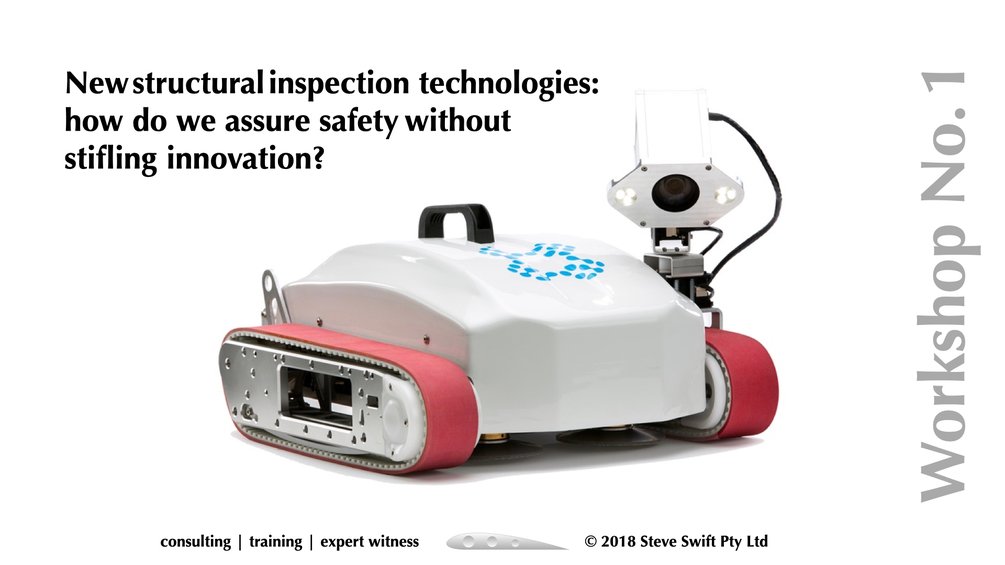 New structural inspection technologies:
how do we assure safety without
stifling innovation?
Workshop No. 1
consulting | training | expert witness
© 2018 Steve Swift Pty Ltd